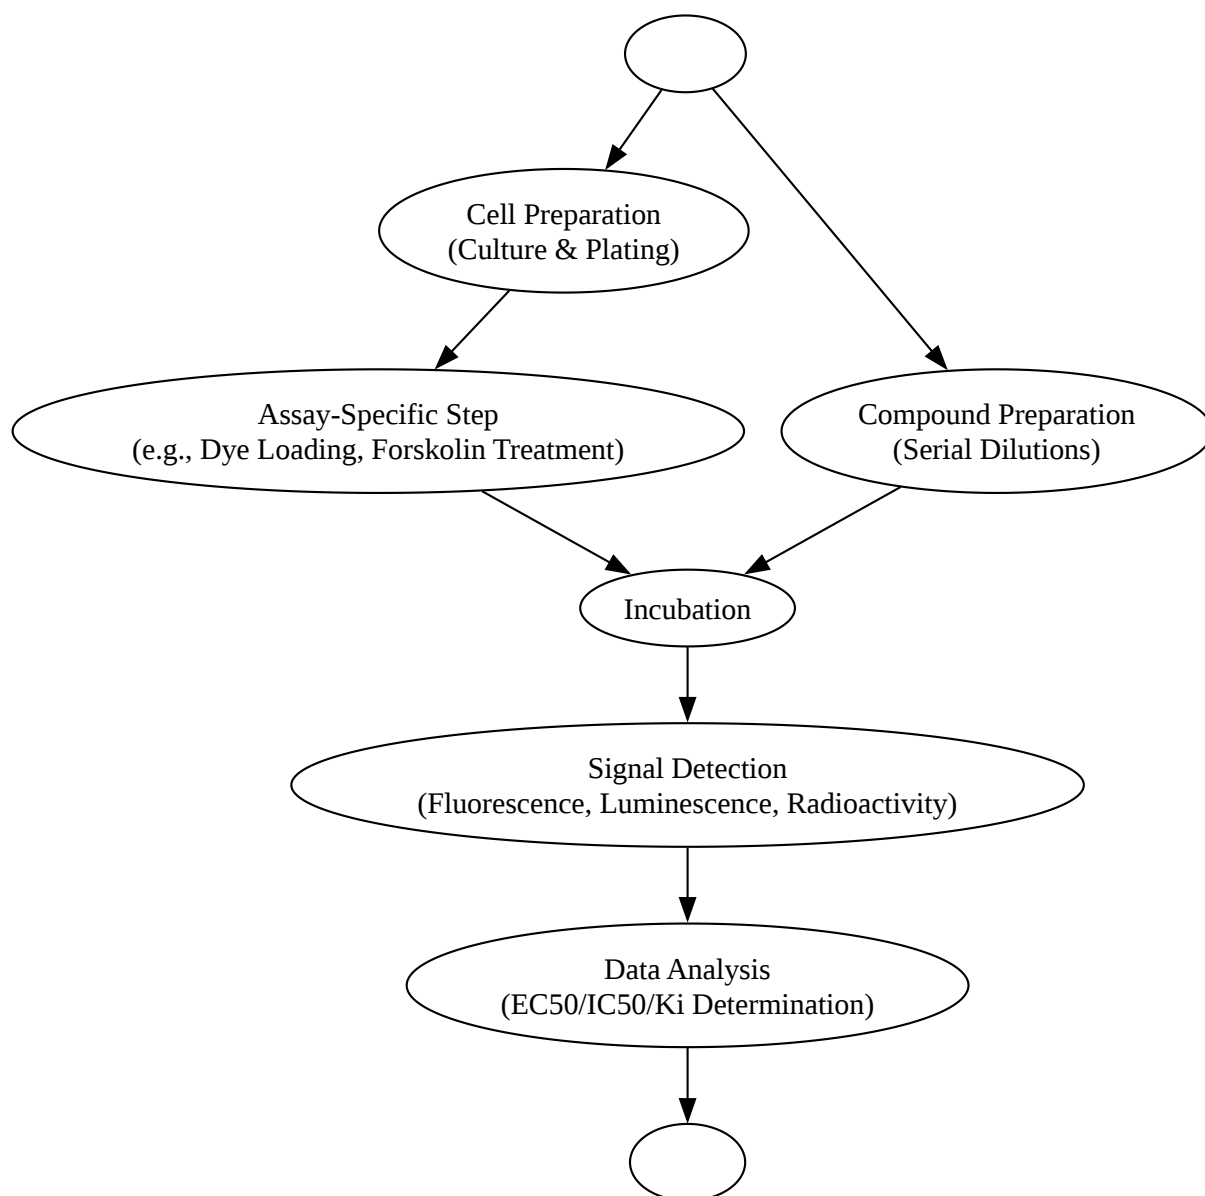 Cell Preparation
(Culture & Plating)
Assay-Specific Step
(e.g., Dye Loading, Forskolin Treatment)
Compound Preparation
(Serial Dilutions)
Incubation
Signal Detection
(Fluorescence, Luminescence, Radioactivity)
Data Analysis
(EC50/IC50/Ki Determination)